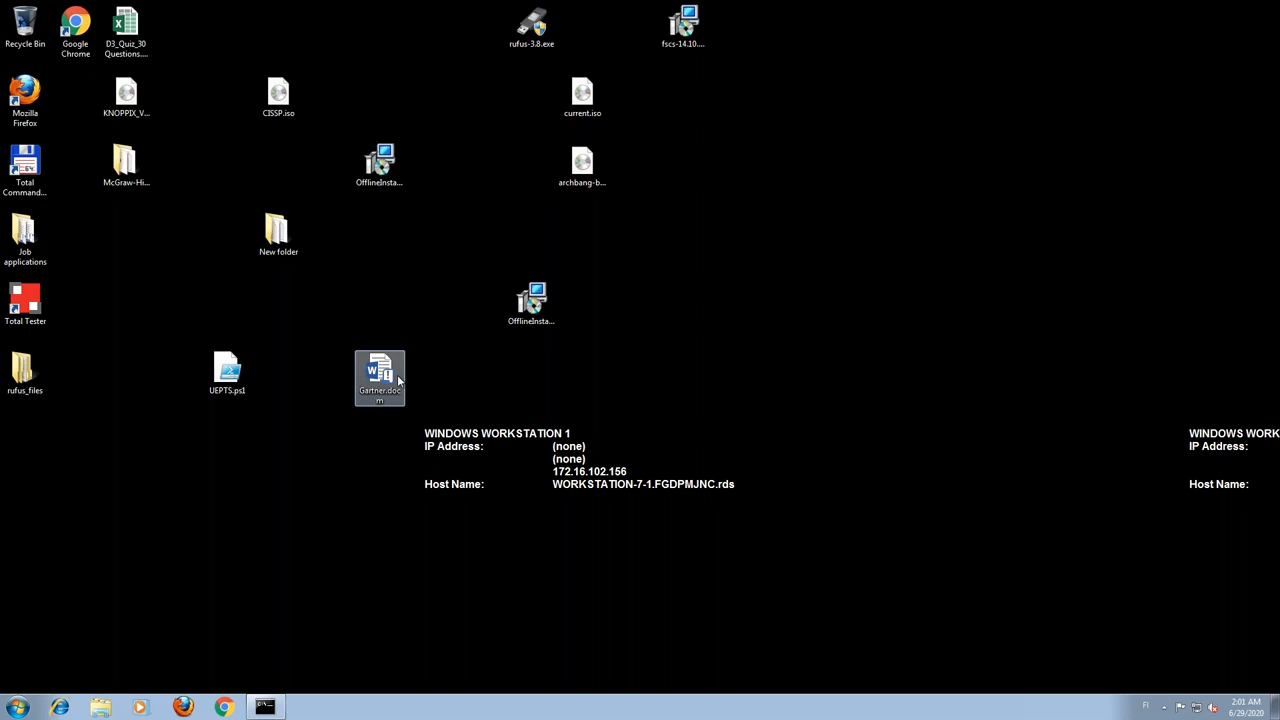 Recycle Bin
Google
Chrome
D3_Quiz_30
Questions....
rufus-3.8.exe
fscs-14.10....
Mozilla
Firefox
KNOPPIX_V...
CISSP.iso
current.iso
Total
Command...
McGraw-Hi...
OfflineInsta...
archbang-b...
Job
applications
New folder
Total Tester
OfflineInsta...
rufus_files
UEPTS.ps1
Gartner.doc
m
WINDOWS WORKSTATION 1
IP Address: (none)
(none)
172.16.102.156
Host Name: WORKSTATION-7-1.FGDPMJNC.rds
WINDOWS WORK
IP Address:
Host Name:
FI
2:01 AM
6/29/2020